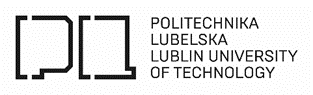 POLITECHNIKA
LUBELSKA
LUBLIN UNIVERSITY
OF TECHNOLOGY